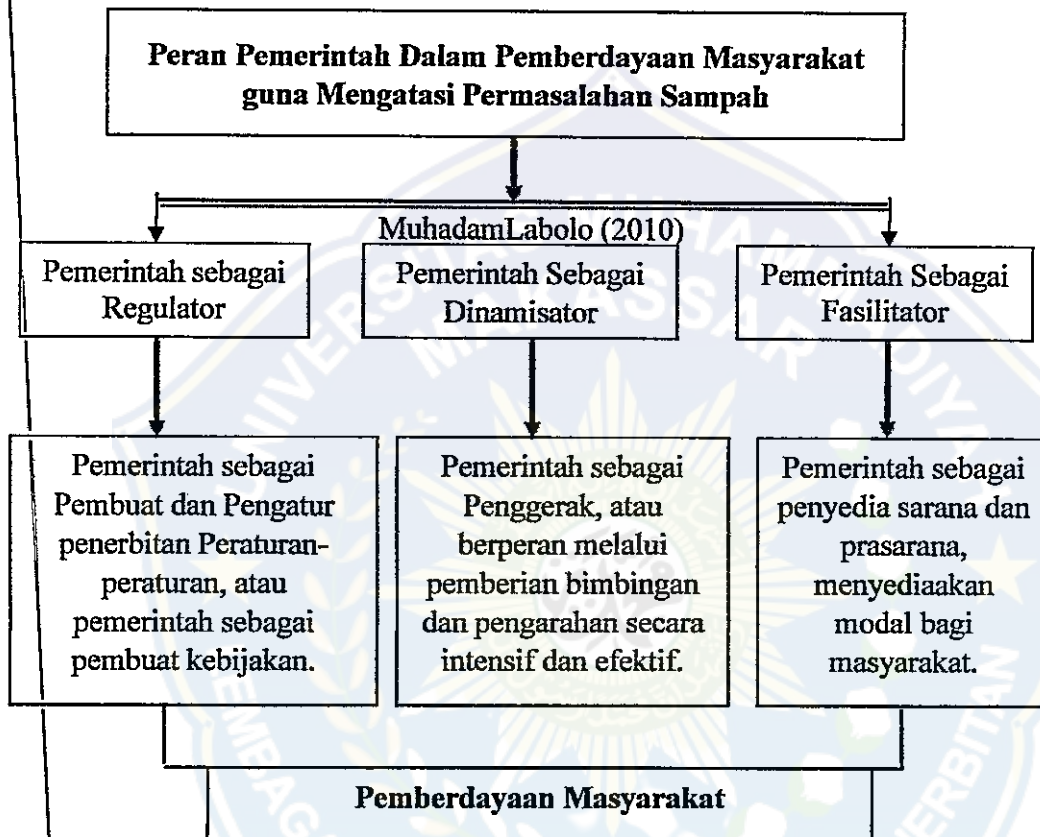 Peran Pemerintah Dalam Pemberdayaan Masyarakat
guna Mengatasi Permasalahan Sampah
MuhadamLabolo (2010)
Pemerintah sebagai
Regulator
Pemerintah Sebagai
Dinamisator
Pemerintah Sebagai
Fasilitator
Pemerintah sebagai
Pembuat dan Pengatur
penerbitan Peraturan-
peraturan, atau
pemerintah sebagai
pembuat kebijakan.
Pemerintah sebagai
Penggerak, atau
berperan melalui
pemberian bimbingan
dan pengarahan secara
intensif dan efektif.
Pemerintah sebagai
penyedia sarana dan
prasarana,
menyediaakan
modal bagi
masyarakat.
Pemberdayaan Masyarakat